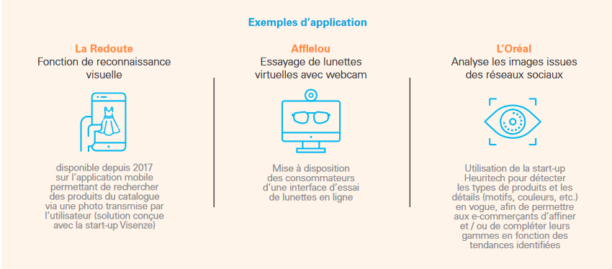 Exemples d'application
La Redoute
Fonction de reconnaissance
visuelle
disponible depuis 2017
sur l'application mobile
permettant de rechercher
des produits du catalogue
via une photo transmise par
l'utilisateur (solution conçue
avec la start-up Visenze)
Afflelou
Essayage de lunettes
virtuelles avec webcam
Mise à disposition
des consommateurs
d'une interface d'essai
de lunettes en ligne
L'Oréal
Analyse les images issues
des réseaux sociaux
Utilisation de la start-up
Heuritech pour détecter
les types de produits et les
détails (motifs, couleurs, etc.)
en vogue, afin de permettre
aux e-commerçants d'affiner
et / ou de compléter leurs
gammes en fonction des
tendances identifiées